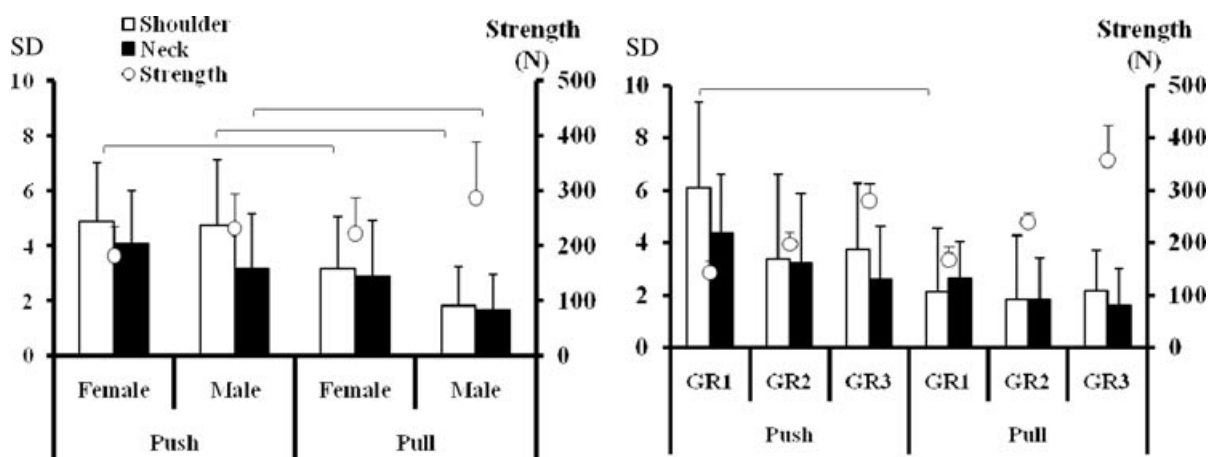 Shoulder
Neck
Strength
SD
Strength
(N)
10
8
6
4
2
0
500
400
300
200
100
0
Female Male Female Male
Push Pull
SD
Strength
(N)
10
8
6
4
2
0
500
400
300
200
100
0
GR1 GR2 GR3 GR1 GR2 GR3
Push Pull